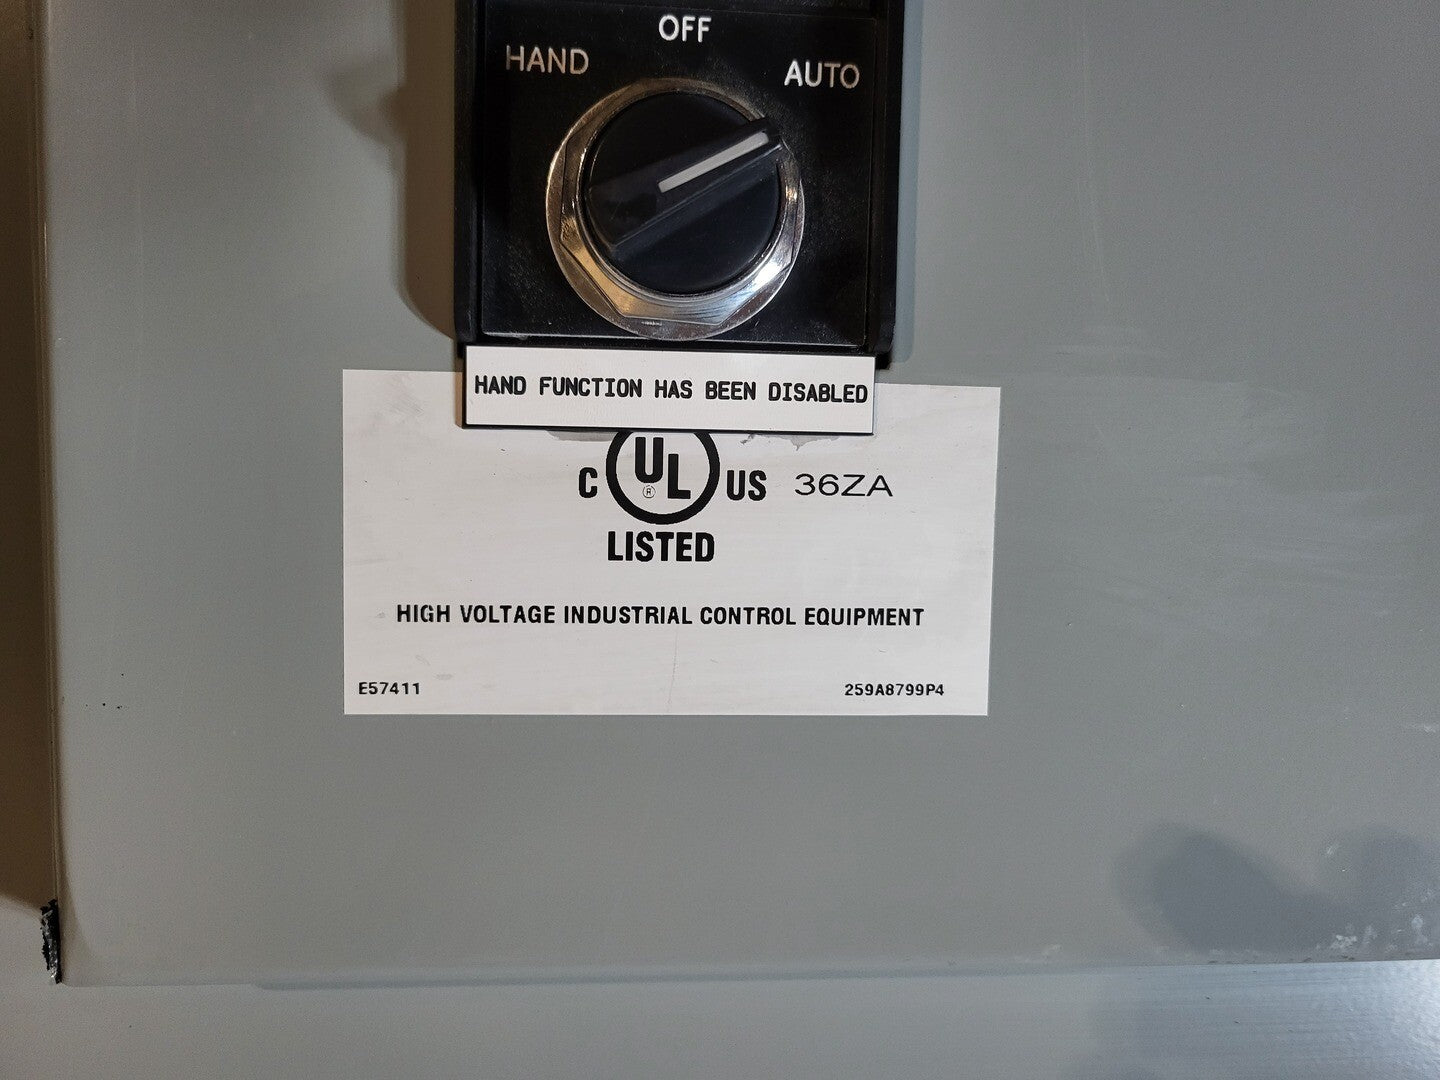 OFF
HAND
AUTO
HAND FUNCTION HAS BEEN DISABLED
C UL® US 36ZA
LISTED
HIGH VOLTAGE INDUSTRIAL CONTROL EQUIPMENT
E57411 259A8799P4